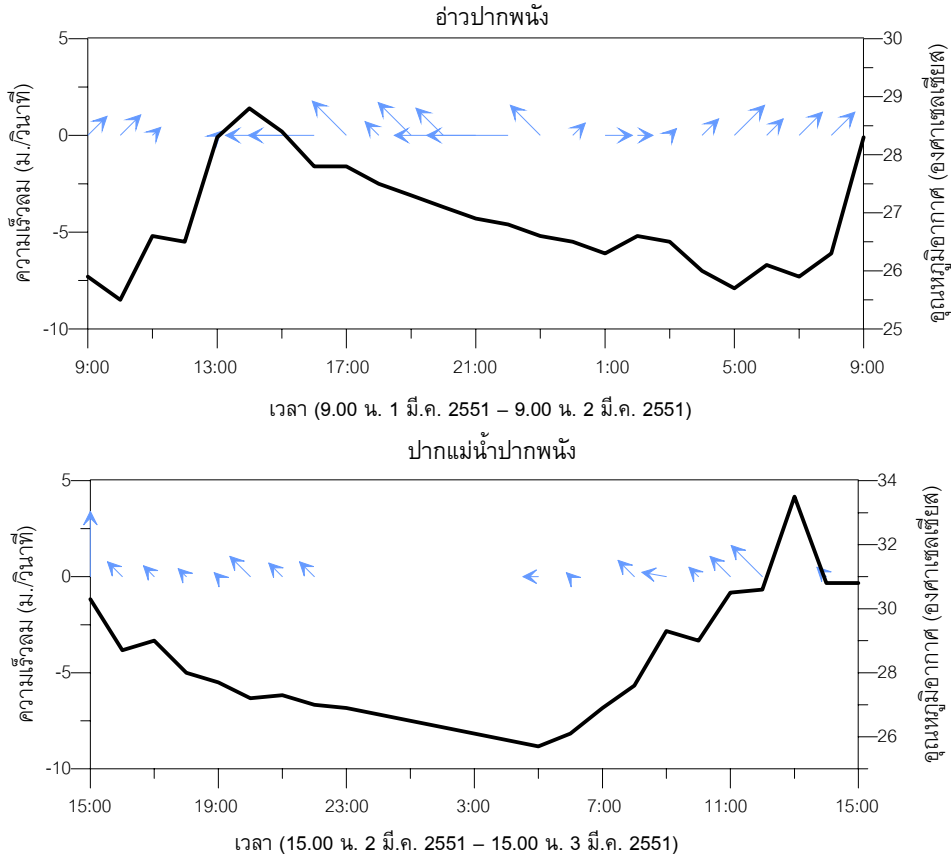 อ่าวปากพนัง
5
0
-5
-10
ความเร็วลม (ม./วินาที)
30
29
28
27
26
25
อุณหภูมิอากาศ (องศาเซลเซียส)
9:00 13:00 17:00 21:00 1:00 5:00 9:00
เวลา (9.00 น. 1 มี.ค. 2551 – 9.00 น. 2 มี.ค. 2551)
ปากแม่น้ำปากพนัง
5
0
-5
-10
ความเร็วลม (ม./วินาที)
34
32
30
28
26
อุณหภูมิอากาศ (องศาเซลเซียส)
15:00 19:00 23:00 3:00 7:00 11:00 15:00
เวลา (15.00 น. 2 มี.ค. 2551 – 15.00 น. 3 มี.ค. 2551)